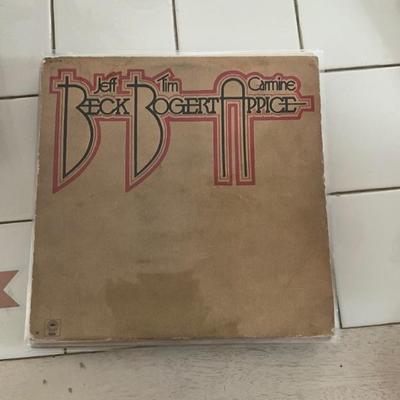 Jeff Tim Carmine
BECK BOGERT APPICE